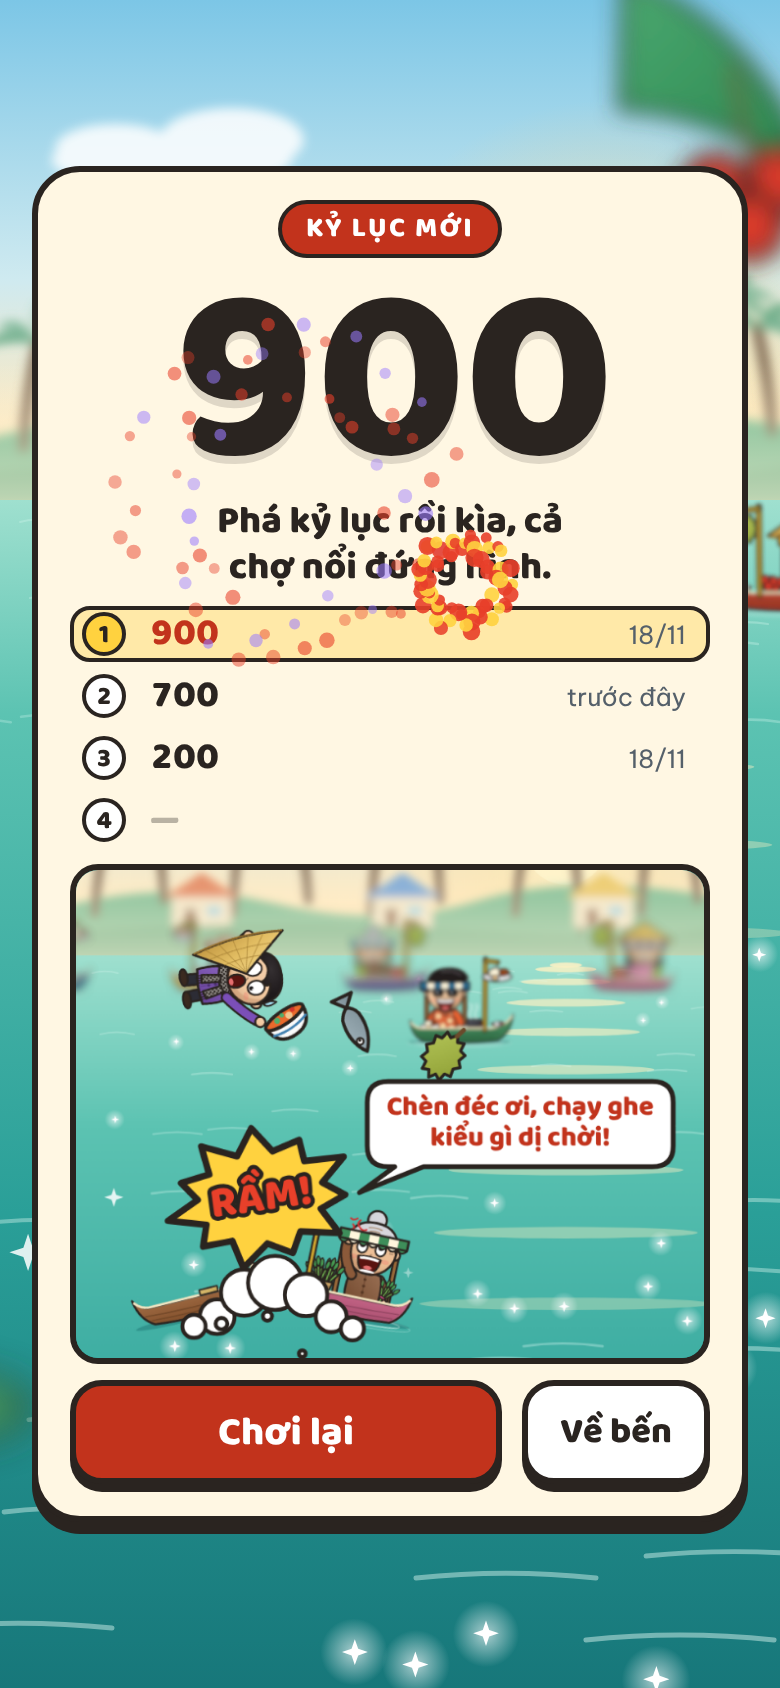 KỶ LỤC MỚI
900
Phá kỷ lục rồi kìa, cả
chợ nổi đứng hình.
1 900 18/11
2 700 trước đây
3 200 18/11
4 —
Chèn đéc ơi, chạy ghe
kiểu gì dị chời!
RẦM!
Chơi lại
Về bến